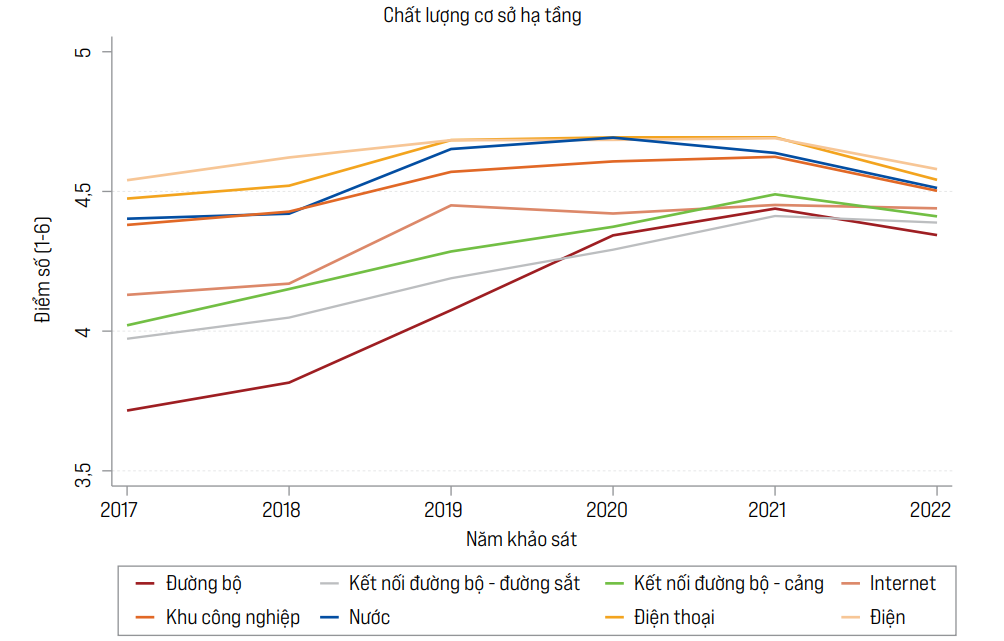 Chất lượng cơ sở hạ tầng
5
4,5
4
3,5
Điểm số (1-6)
2017 2018 2019 2020 2021 2022
Năm khảo sát
Đường bộ Kết nối đường bộ - đường sắt Kết nối đường bộ - cảng Internet
Khu công nghiệp Nước Điện thoại Điện